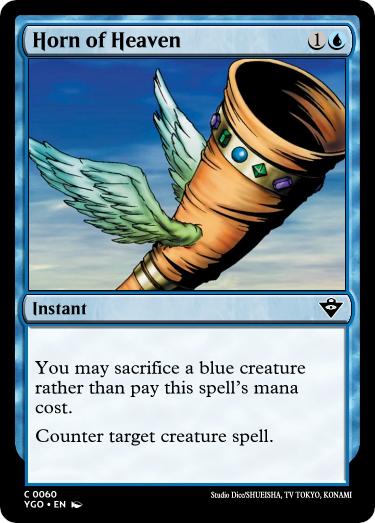 Horn of Heaven 1
Instant
You may sacrifice a blue creature
rather than pay this spell's mana
cost.
Counter target creature spell.
C 0060
YGO • EN
Studio Dice/SHUEISHA, TV TOKYO, KONAMI